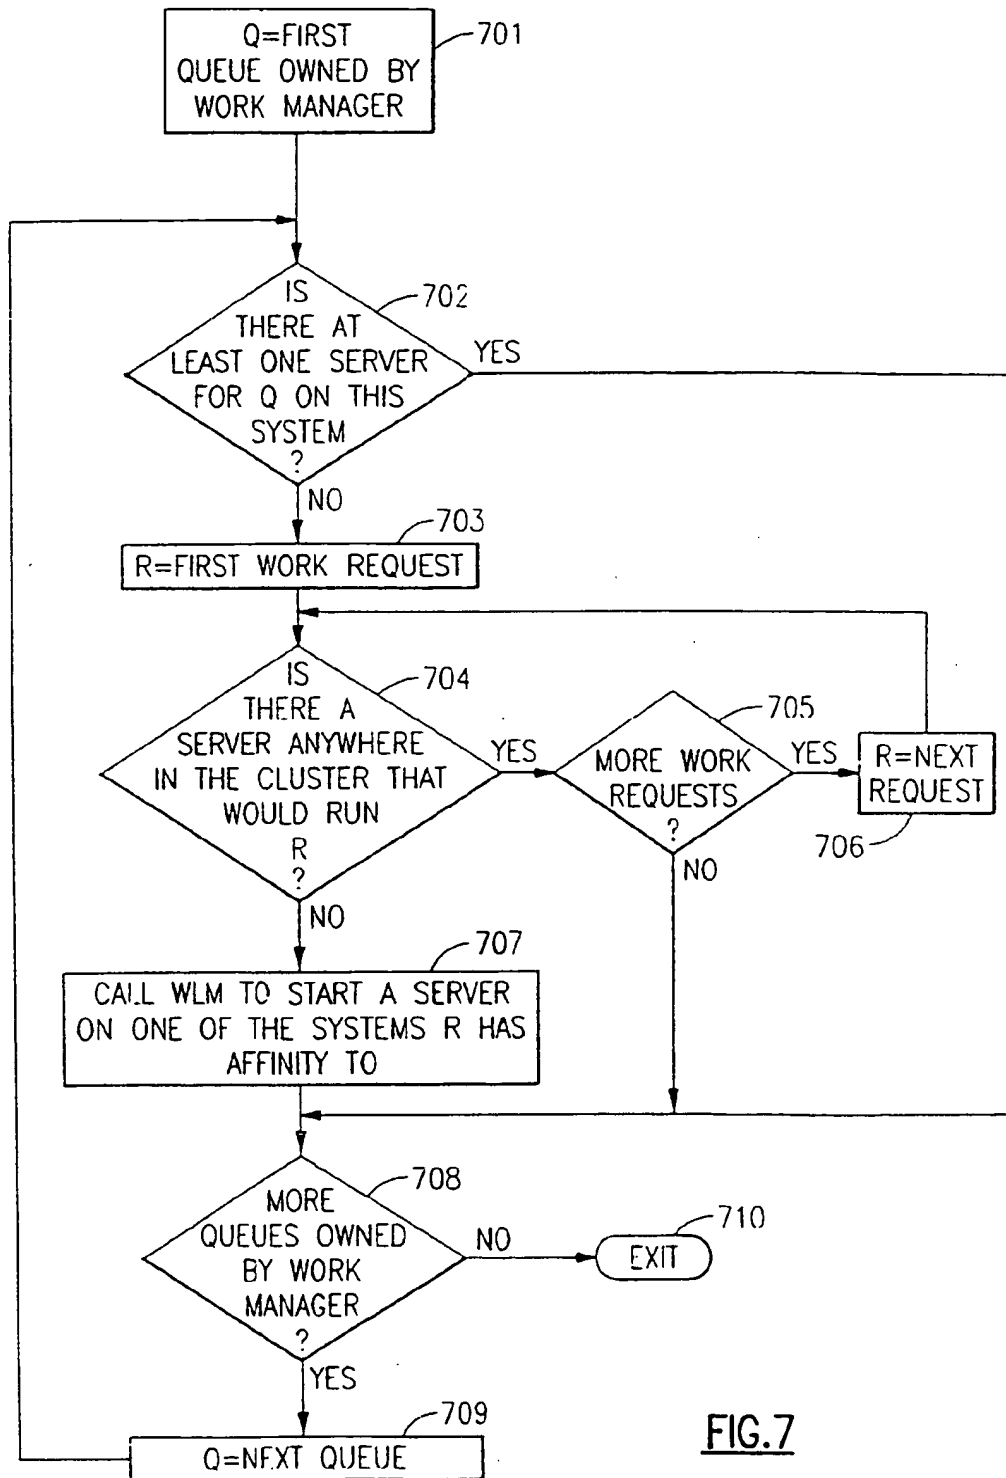 Q=FIRST
QUEUE OWNED BY
WORK MANAGER
701
IS
THERE AT
LEAST ONE SERVER
FOR Q ON THIS
SYSTEM
?
702
YES
NO
703
R=FIRST WORK REQUEST
IS
THERE A
SERVER ANYWHERE
IN THE CLUSTER THAT
WOULD RUN
R
?
704
YES
705
MORE WORK
REQUESTS
?
YES
R=NEXT
REQUEST
706
NO
NO
707
CALL WLM TO START A SERVER
ON ONE OF THE SYSTEMS R HAS
AFFINITY TO
708
MORE
QUEUES OWNED
BY WORK
MANAGER
?
NO
710
EXIT
YES
709
Q=NEXT QUEUE
FIG.7